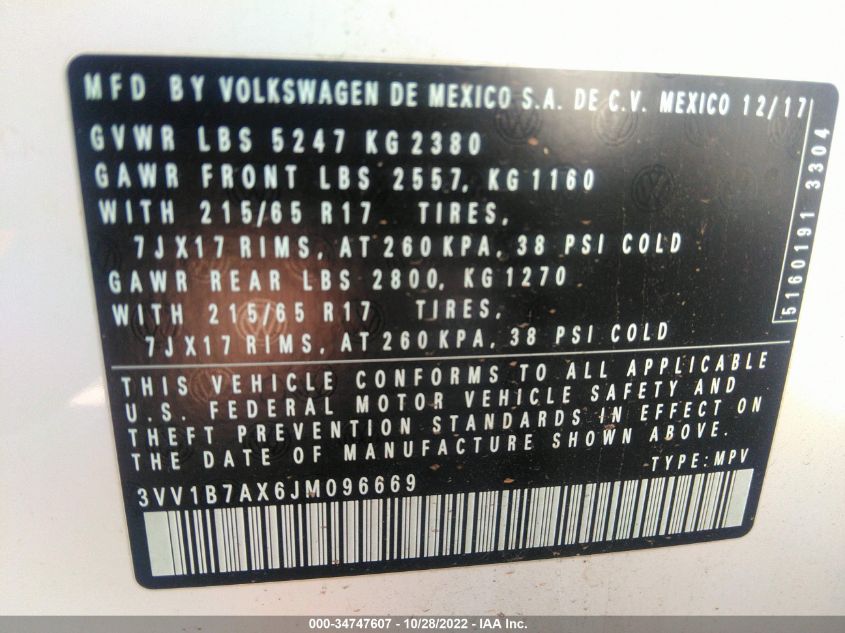 MFD BY VOLKSWAGEN DE MEXICO S.A. DE C.V. MEXICO 12/17
GVWR LBS 5247 KG 2380
GAWR FRONT LBS 2557, KG 1160
WITH 215/65 R17 TIRES,
7JX17 RIMS, AT 260 KPA, 38 PSI COLD
GAWR REAR LBS 2800, KG 1270
WITH 215/65 R17 TIRES,
7JX17 RIMS, AT 260 KPA, 38 PSI COLD
5160191 3304
THIS VEHICLE CONFORMS TO ALL APPLICABLE
U.S. FEDERAL MOTOR VEHICLE SAFETY AND
THEFT PREVENTION STANDARDS IN EFFECT ON
THE DATE OF MANUFACTURE SHOWN ABOVE.
TYPE: MPV
3VV1B7AX6JM096669
000-34747607 - 10/28/2022 - IAA Inc.